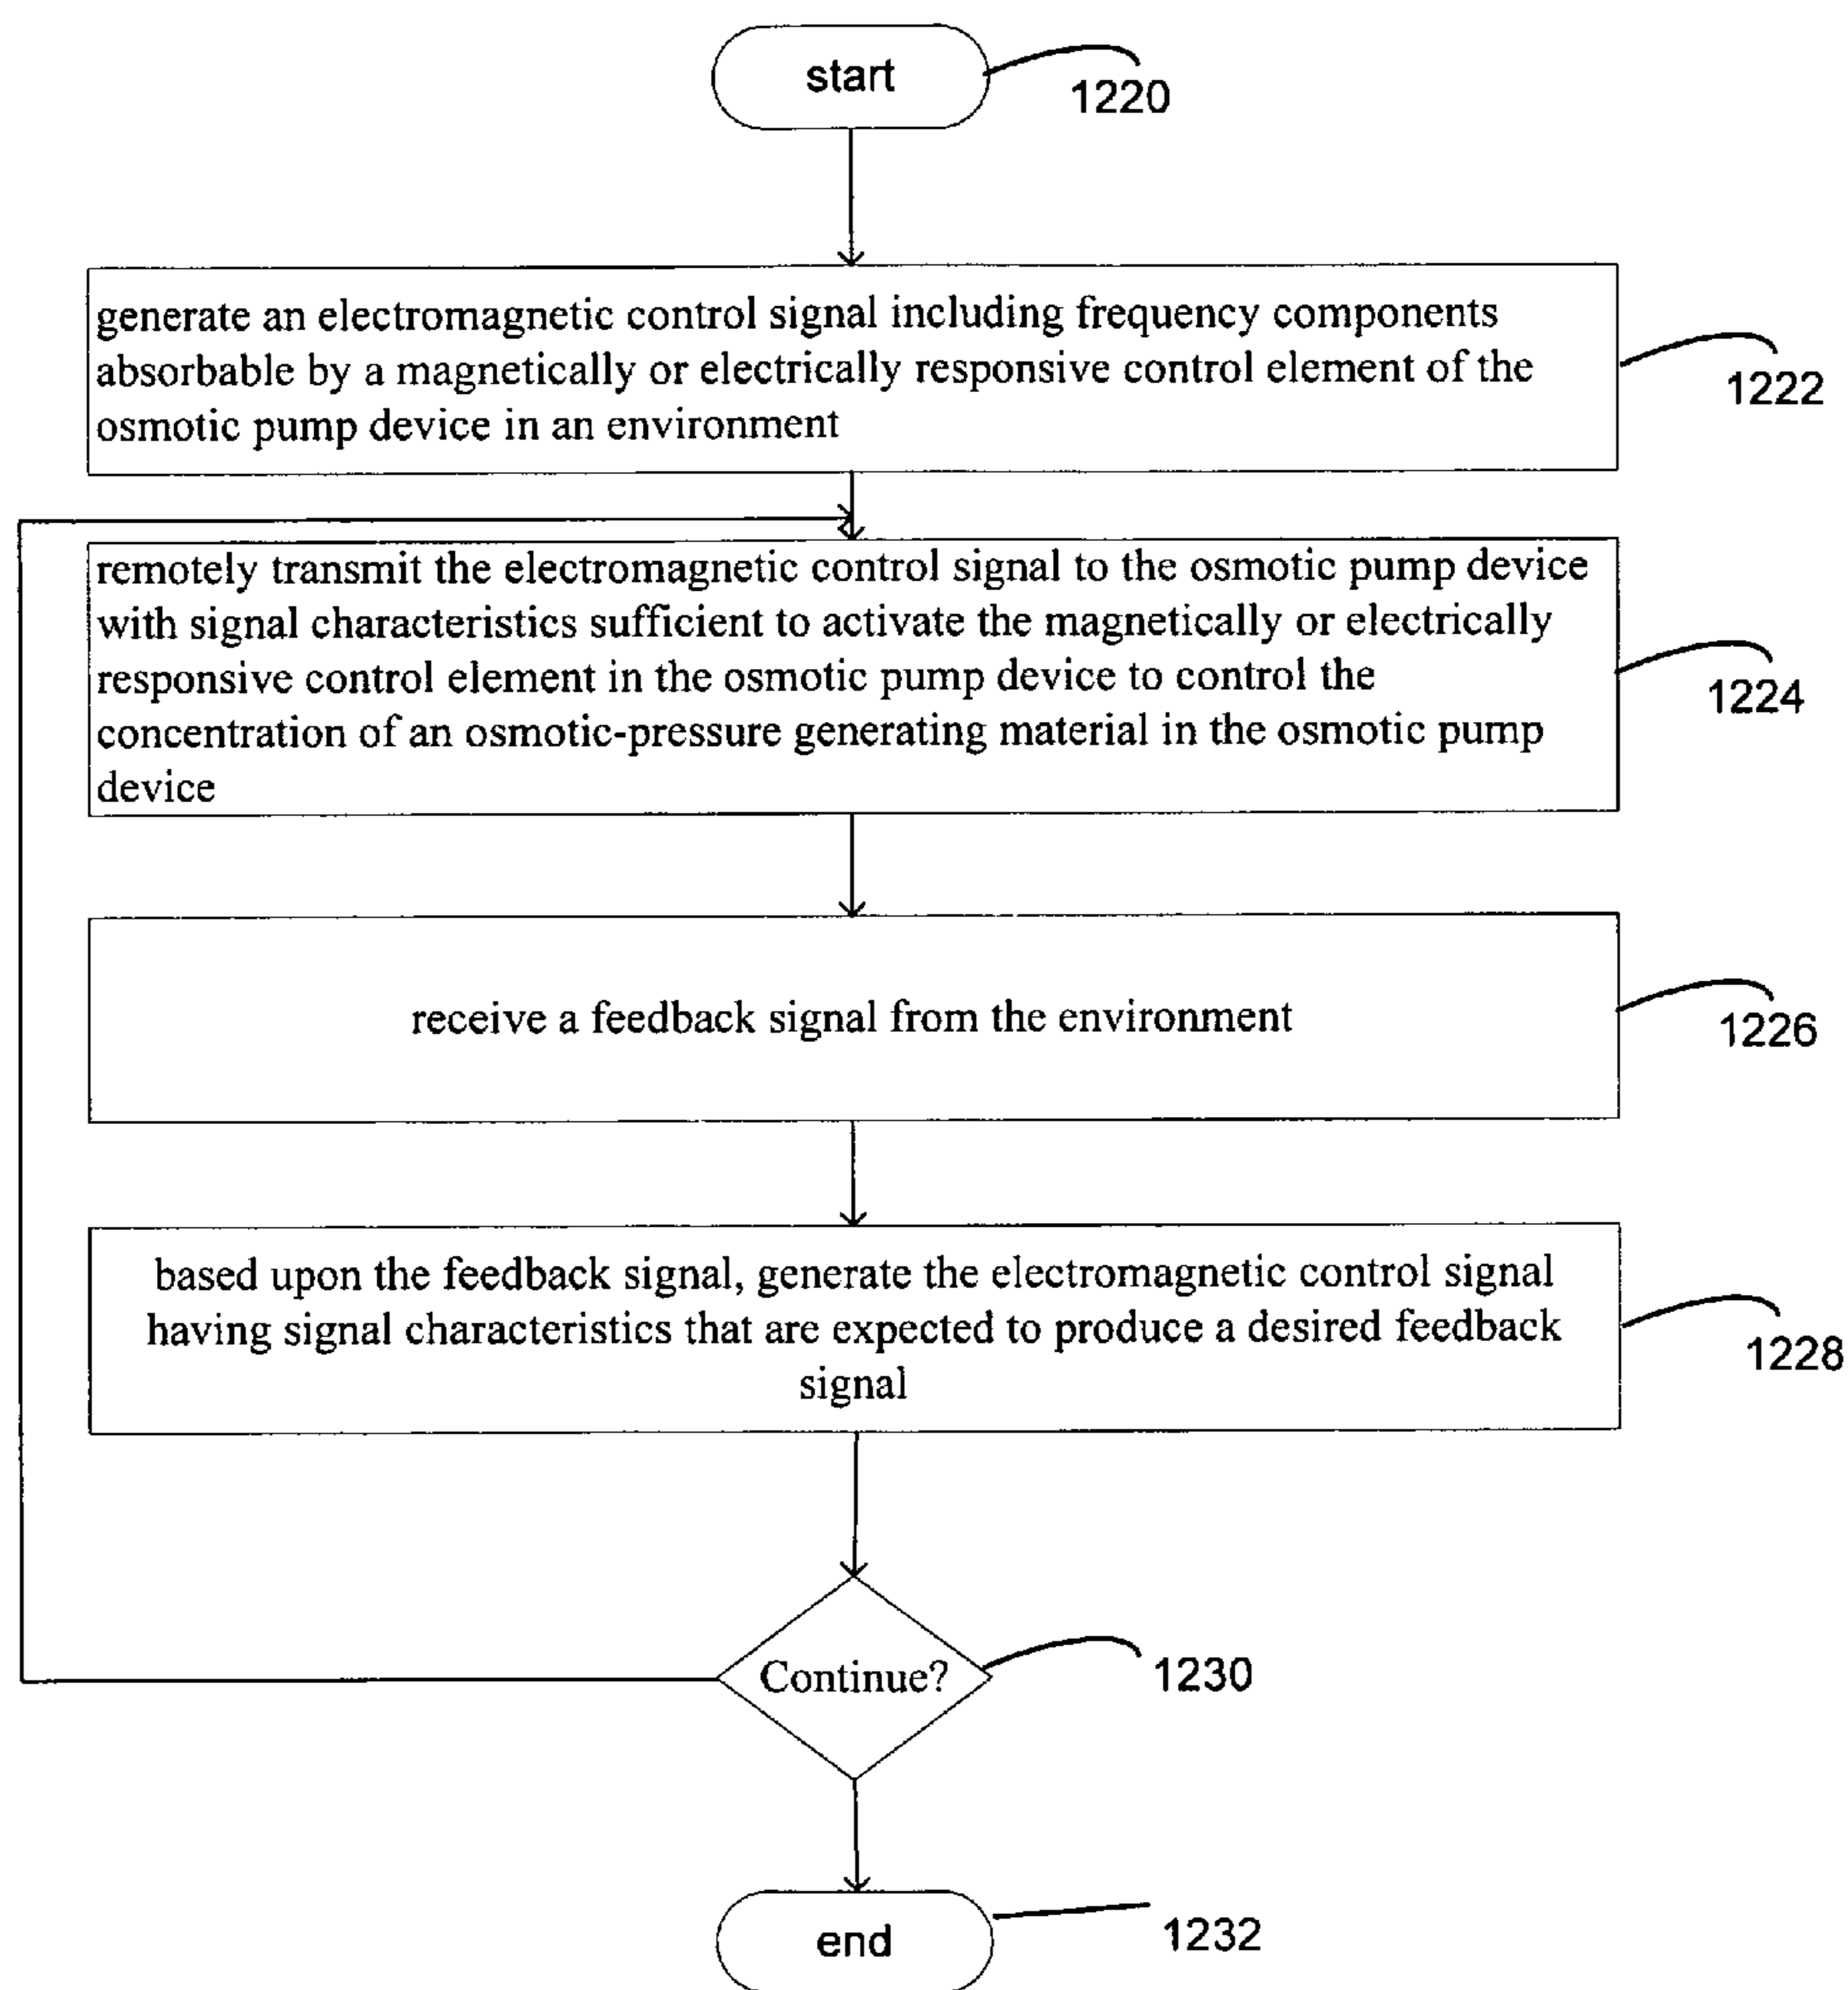 start
1220
generate an electromagnetic control signal including frequency components
absorbable by a magnetically or electrically responsive control element of the
osmotic pump device in an environment
1222
remotely transmit the electromagnetic control signal to the osmotic pump device
with signal characteristics sufficient to activate the magnetically or electrically
responsive control element in the osmotic pump device to control the
concentration of an osmotic-pressure generating material in the osmotic pump
device
1224
receive a feedback signal from the environment
1226
based upon the feedback signal, generate the electromagnetic control signal
having signal characteristics that are expected to produce a desired feedback
signal
1228
Continue?
1230
end
1232